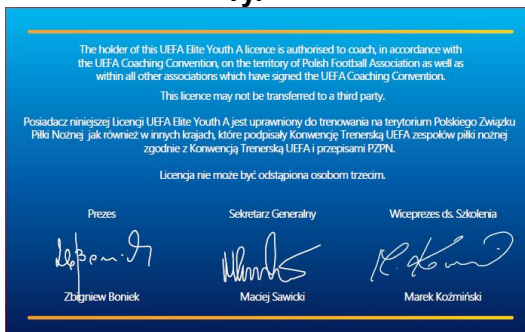 The holder of this UEFA Elite Youth A licence is authorised to coach, in accordance with
the UEFA Coaching Convention, on the territory of Polish Football Association as well as
within all other associations which have signed the UEFA Coaching Convention.
This licence may not be transferred to a third party.
Posiadacz niniejszej Licencji UEFA Elite Youth A jest uprawniony do trenowania na terytorium Polskiego Związku
Piłki Nożnej jak również w innych krajach, które podpisały Konwencję Trenerską UEFA zespołów piłki nożnej
zgodnie z Konwencją Trenerską UEFA i przepisami PZPN.
Licencja nie może być odstąpiona osobom trzecim.
Prezes Sekretarz Generalny Wiceprezes ds. Szkolenia
Zbigniew Boniek Maciej Sawicki Marek Koźmiński